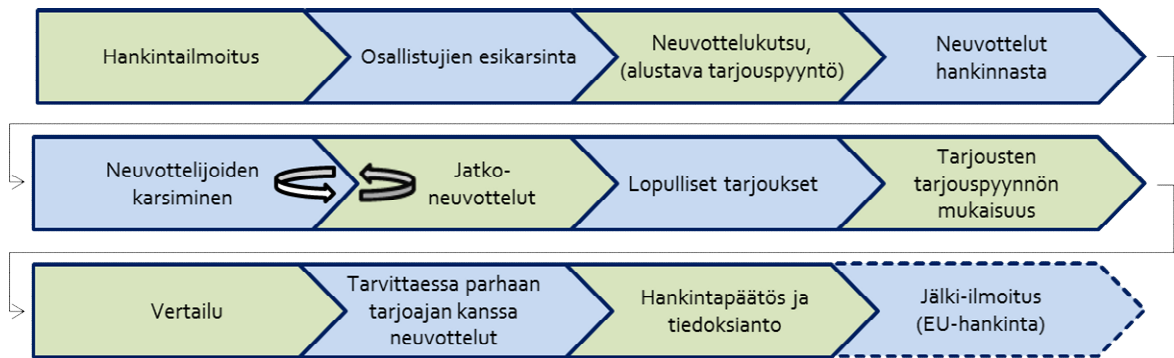 Hankintailmoitus
Osallistujien esikarsinta
Neuvottelukutsu,
(alustava tarjouspyyntö)
Neuvottelut
hankinnasta
Neuvottelijoiden
karsiminen
Jatko-
neuvottelut
Lopulliset tarjoukset
Tarjousten
tarjouspyynnön
mukaisuus
Vertailu
Tarvittaessa parhaan
tarjoajan kanssa
neuvottelut
Hankintapäätös ja
tiedoksianto
Jälki-ilmoitus
(EU-hankinta)